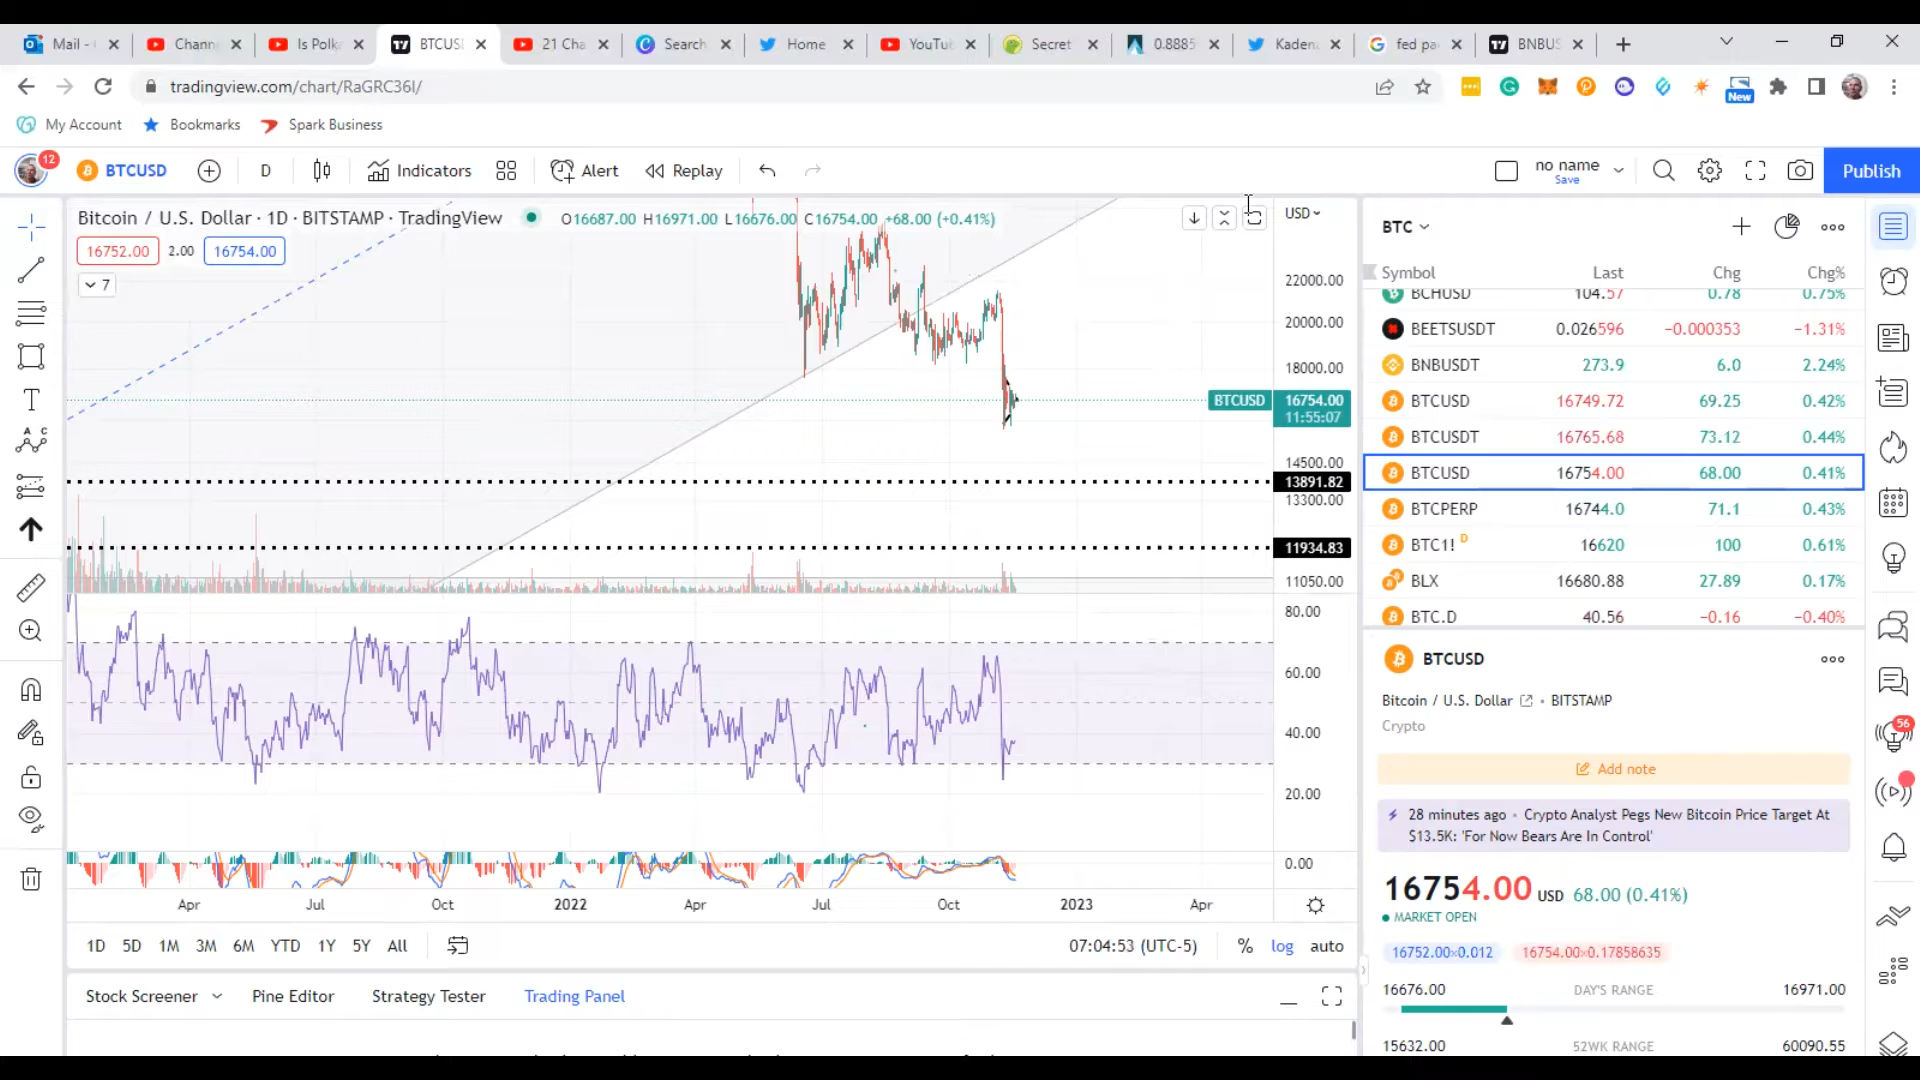 Mail - Chann Is Polk BTCUS 21 Cha Search YouTu Home Secret 0.8885 Kaden fed pa BNBUS
tradingview.com/chart/RaGRC36I/
New
My Account Bookmarks Spark Business
12 BTCUSD D Indicators Alert Replay no name Save Publish
Bitcoin / U.S. Dollar · 1D · BITSTAMP · TradingView O16687.00 H16971.00 L16676.00 C16754.00 +68.00 (+0.41%) USD
16752.00 2.00 16754.00
7
22000.00
20000.00
18000.00
BTCUSD 16754.00
11:55:07
14500.00
13891.82
13300.00
11934.83
11050.00
80.00
60.00
40.00
20.00
0.00
Apr Jul Oct 2022 Apr Jul Oct 2023 Apr
1D 5D 1M 3M 6M YTD 1Y 5Y All 07:04:53 (UTC-5) % log auto
Stock Screener Pine Editor Strategy Tester Trading Panel
BTC
Symbol Last Chg Chg%
BCHUSD 104.57 0.78 0.75%
BEETSUSDT 0.026596 −0.000353 −1.31%
BNBUSDT 273.9 6.0 2.24%
BTCUSD 16749.72 69.25 0.42%
BTCUSDT 16765.68 73.12 0.44%
BTCUSD 16754.00 68.00 0.41%
BTCPERP 16744.0 71.1 0.43%
BTC1! D 16620 100 0.61%
BLX 16680.88 27.89 0.17%
BTC.D 40.56 −0.16 −0.40%
BTCUSD
Bitcoin / U.S. Dollar · BITSTAMP
Crypto
56
Add note
28 minutes ago · Crypto Analyst Pegs New Bitcoin Price Target At
$13.5K: 'For Now Bears Are In Control'
16754.00 USD 68.00 (0.41%)
MARKET OPEN
16752.00×0.012 16754.00×0.17858635
16676.00 DAY'S RANGE 16971.00
15632.00 52WK RANGE 60090.55